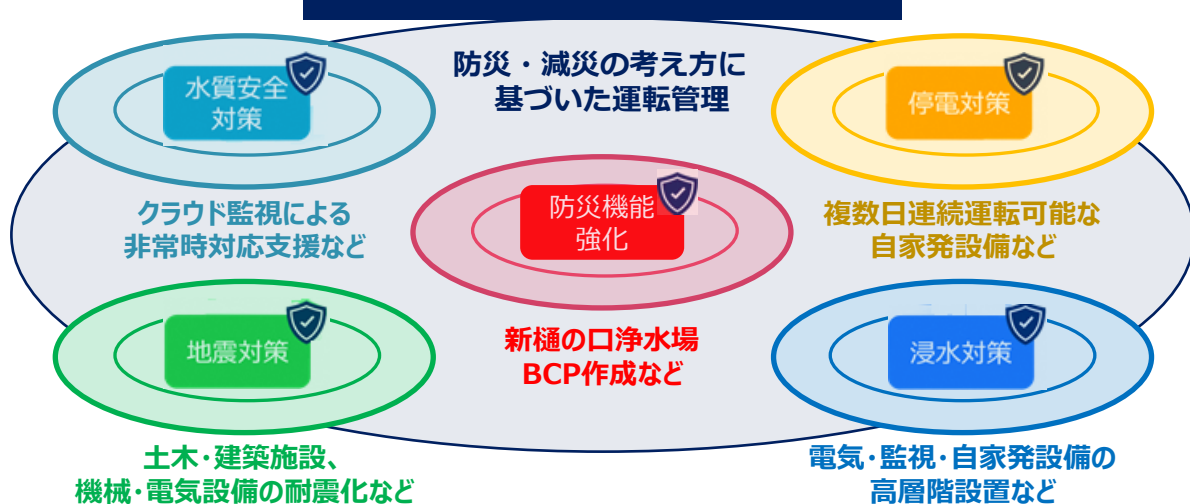 防災・減災の考え方に
基づいた運転管理
水質安全
対策
クラウド監視による
非常時対応支援など
停電対策
複数日連続運転可能な
自家発設備など
防災機能
強化
新樋の口浄水場
BCP作成など
地震対策
土木・建築施設、
機械・電気設備の耐震化など
浸水対策
電気・監視・自家発設備の
高層階設置など